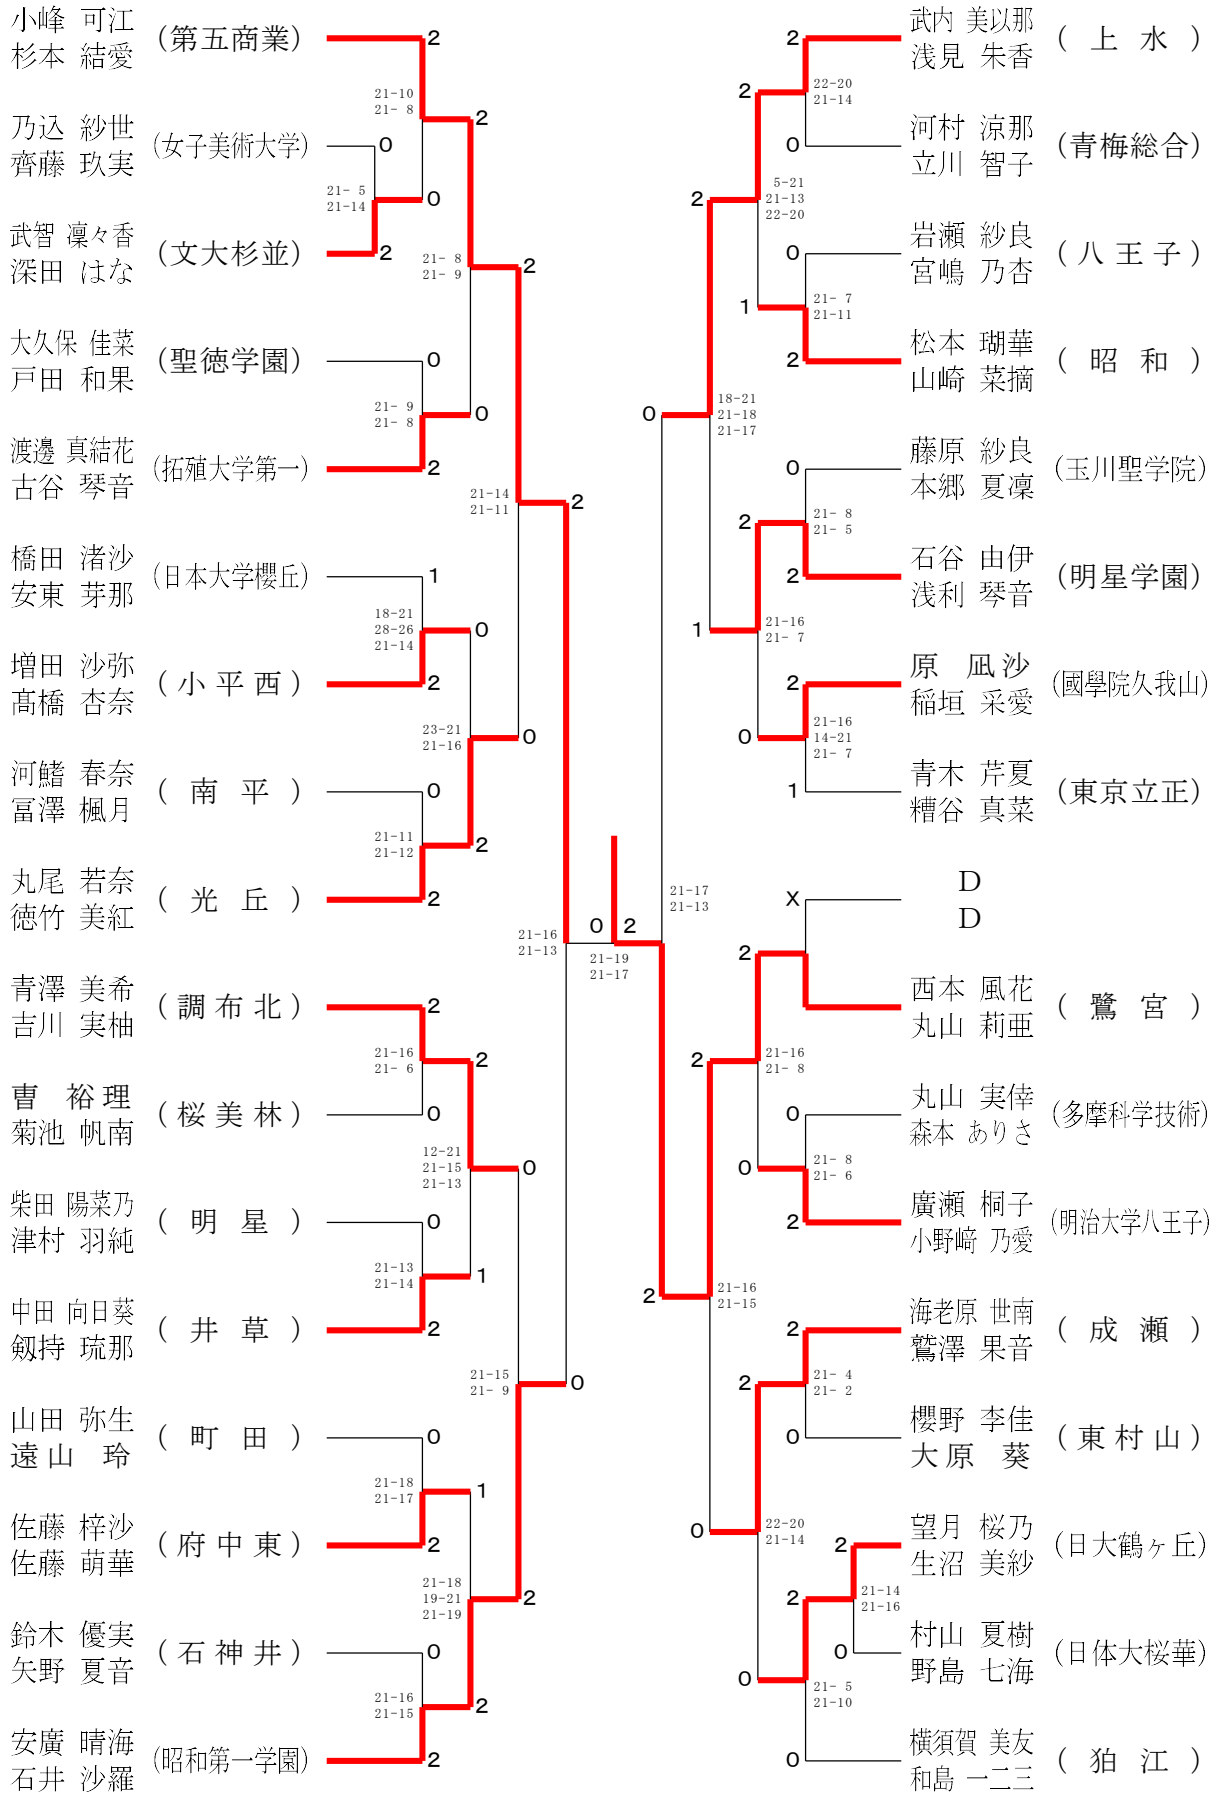 小峰 可江
杉本 結愛
(第五商業)
2
21-10
21- 8
2
乃込 紗世
齊藤 玖実
(女子美術大学)
0
21- 5
21-14
0
武智 凜々香
深田 はな
(文大杉並)
2
21- 8
21- 9
2
大久保 佳菜
戸田 和果
(聖徳学園)
0
21- 9
21- 8
0
渡邊 真結花
古谷 琴音
(拓殖大学第一)
2
21-14
21-11
2
橋田 渚沙
安東 芽那
(日本大学櫻丘)
1
18-21
28-26
21-14
0
増田 沙弥
髙橋 杏奈
(小平西)
2
23-21
21-16
0
河鰭 春奈
冨澤 楓月
(南平)
0
21-11
21-12
2
丸尾 若奈
徳竹 美紅
(光丘)
2
21-16
21-13
0
2
21-19
21-17
青澤 美希
吉川 実柚
(調布北)
2
21-16
21- 6
2
曺 裕理
菊池 帆南
(桜美林)
0
12-21
21-15
21-13
0
柴田 陽菜乃
津村 羽純
(明星)
0
21-13
21-14
1
中田 向日葵
剱持 琉那
(井草)
2
21-15
21- 9
0
山田 弥生
遠山 玲
(町田)
0
21-18
21-17
1
佐藤 梓沙
佐藤 萌華
(府中東)
2
21-18
19-21
21-19
2
鈴木 優実
矢野 夏音
(石神井)
0
21-16
21-15
2
安廣 晴海
石井 沙羅
(昭和第一学園)
2
武内 美以那
浅見 朱香
(上水)
2
22-20
21-14
2
河村 涼那
立川 智子
(青梅総合)
0
5-21
21-13
22-20
2
岩瀬 紗良
宮嶋 乃杏
(八王子)
0
21- 7
21-11
1
松本 瑚華
山崎 菜摘
(昭和)
2
18-21
21-18
21-17
0
藤原 紗良
本郷 夏凜
(玉川聖学院)
0
21- 8
21- 5
2
石谷 由伊
浅利 琴音
(明星学園)
2
21-16
21- 7
1
原 凪沙
稲垣 采愛
(國學院久我山)
2
21-16
14-21
21- 7
0
青木 芹夏
糟谷 真菜
(東京立正)
1
21-17
21-13
D
D
X
2
西本 風花
丸山 莉亜
(鷺宮)
21-16
21- 8
2
丸山 実倖
森本 ありさ
(多摩科学技術)
0
21- 8
21- 6
0
廣瀬 桐子
小野﨑 乃愛
(明治大学八王子)
2
21-16
21-15
2
海老原 世南
鷲澤 果音
(成瀬)
2
21- 4
21- 2
2
櫻野 李佳
大原 葵
(東村山)
0
22-20
21-14
0
望月 桜乃
生沼 美紗
(日大鶴ヶ丘)
2
21-14
21-16
2
村山 夏樹
野島 七海
(日体大桜華)
0
21- 5
21-10
0
横須賀 美友
和島 一二三
(狛江)
0